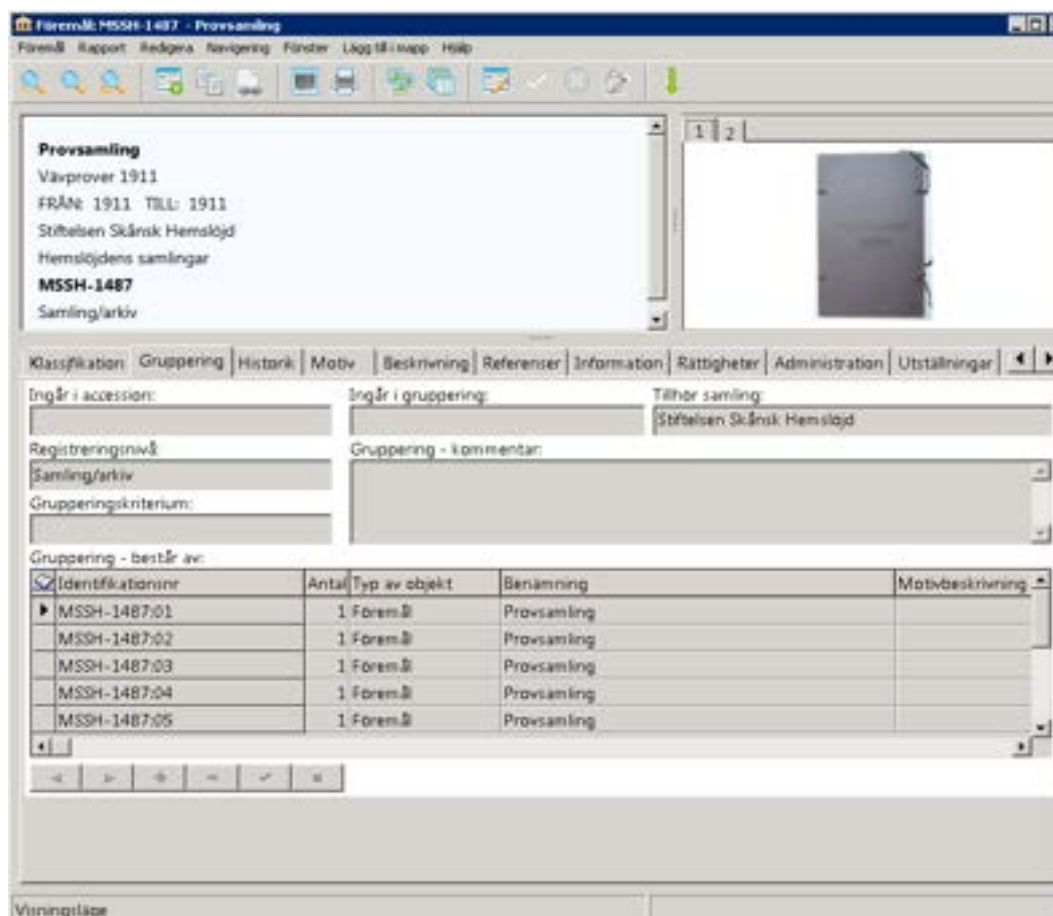 Föremål: MSSH-1487 - Provsamling
Föremål Rapport Redigera Navigering Fönster Lägg till i mapp Hjälp
Provsamling
Vävprover 1911
FRÅN: 1911 TILL: 1911
Stiftelsen Skånsk Hemslöjd
Hemslöjdens samlingar
MSSH-1487
Samling/arkiv
1 2
Klassifikation Gruppering Historik Motiv Beskrivning Referenser Information Rättigheter Administration Utställningar
Ingår i accession: Ingår i gruppering: Tillhör samling:
Stiftelsen Skånsk Hemslöjd
Registreringsnivå: Gruppering - kommentar:
Samling/arkiv
Grupperingskriterium:
Gruppering - består av:
Identifikationsnr Antal Typ av objekt Benämning Motivbeskrivning
MSSH-1487:01 1 Föremål Provsamling
MSSH-1487:02 1 Föremål Provsamling
MSSH-1487:03 1 Föremål Provsamling
MSSH-1487:04 1 Föremål Provsamling
MSSH-1487:05 1 Föremål Provsamling
Visningsläge